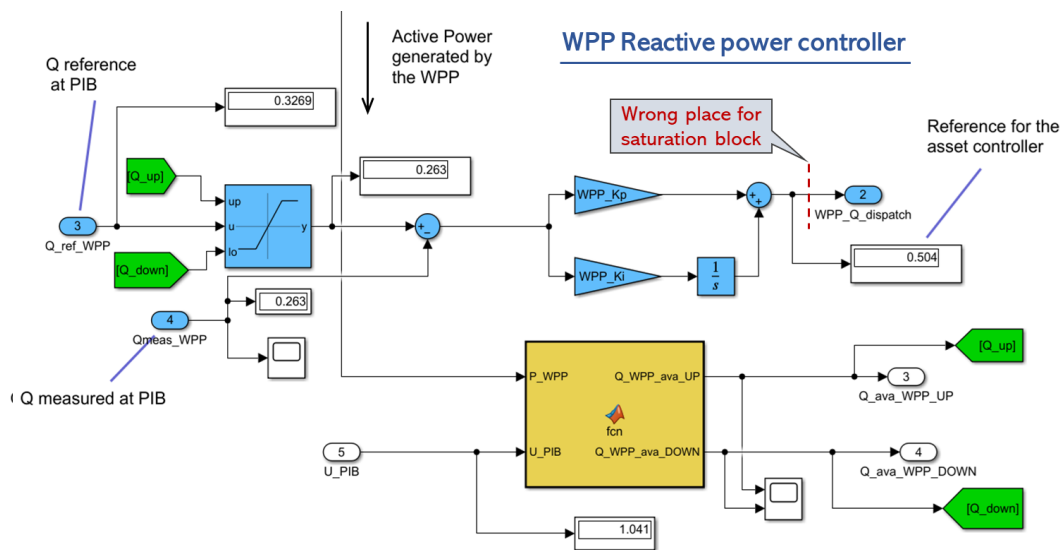 WPP Reactive power controller
Active Power
generated by
the WPP
Q reference
at PIB
0.3269
Wrong place for
saturation block
Reference for the
asset controller
[Q_up]
0.263
up
u
lo
y
3
Q_ref_WPP
+
−
WPP_Kp
+
+
2
WPP_Q_dispatch
[Q_down]
0.504
WPP_Ki
1
s
0.263
4
Qmeas_WPP
Q measured at PIB
P_WPP
Q_WPP_ava_UP
[Q_up]
3
Q_ava_WPP_UP
fcn
5
U_PIB
U_PIB
Q_WPP_ava_DOWN
4
Q_ava_WPP_DOWN
[Q_down]
1.041